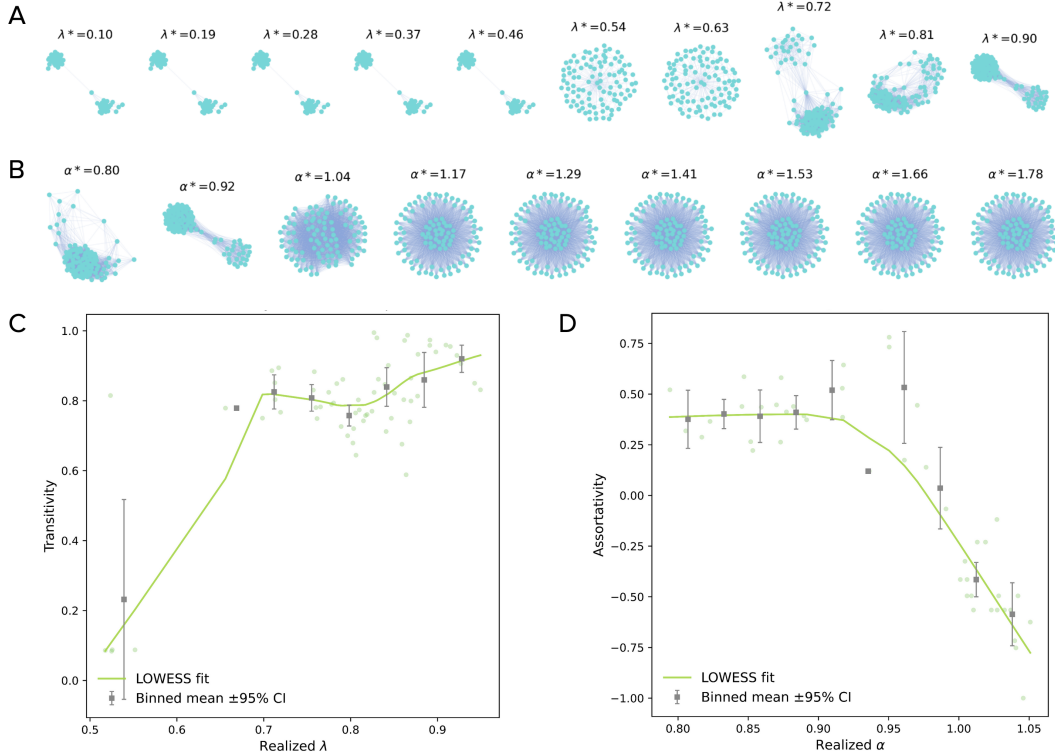 A
λ*=0.10 λ*=0.19 λ*=0.28 λ*=0.37 λ*=0.46 λ*=0.54 λ*=0.63 λ*=0.72 λ*=0.81 λ*=0.90
B
α*=0.80 α*=0.92 α*=1.04 α*=1.17 α*=1.29 α*=1.41 α*=1.53 α*=1.66 α*=1.78
C
Transitivity
1.0
0.8
0.6
0.4
0.2
0.0
LOWESS fit
Binned mean ±95% CI
0.5 0.6 0.7 0.8 0.9
Realized λ
D
Assortativity
0.75
0.50
0.25
0.00
−0.25
−0.50
−0.75
−1.00
LOWESS fit
Binned mean ±95% CI
0.80 0.85 0.90 0.95 1.00 1.05
Realized α